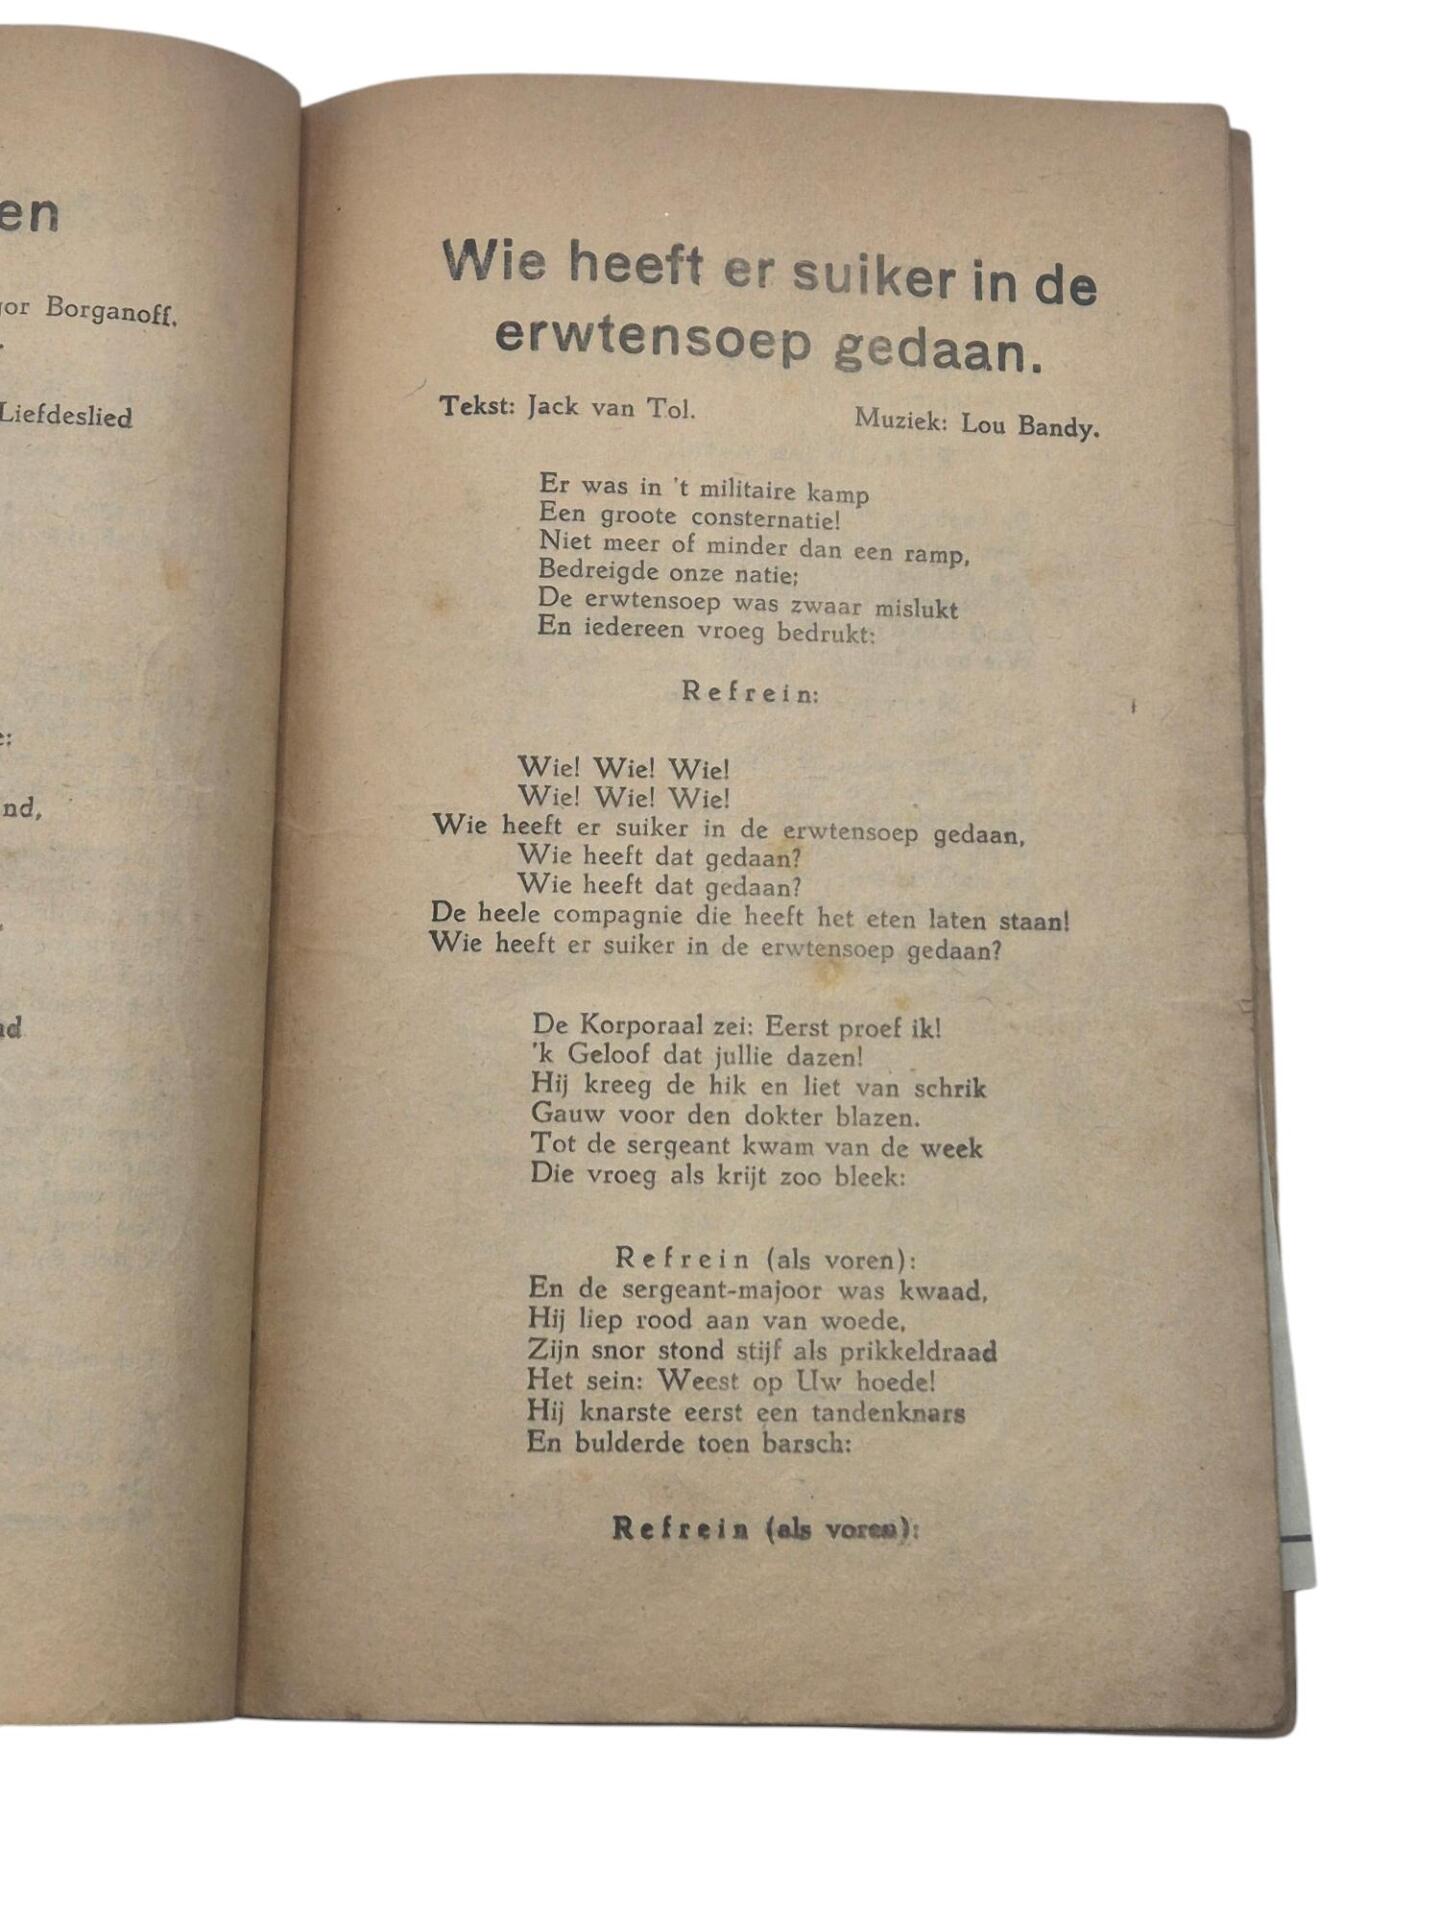 en
or Borganoff.
Liefdeslied
nd,
Wie heeft er suiker in de
erwtensoep gedaan.
Tekst: Jack van Tol. Muziek: Lou Bandy.
Er was in 't militaire kamp
Een groote consternatie!
Niet meer of minder dan een ramp,
Bedreigde onze natie;
De erwtensoep was zwaar mislukt
En iedereen vroeg bedrukt:
Refrein:
Wie! Wie! Wie!
Wie! Wie! Wie!
Wie heeft er suiker in de erwtensoep gedaan,
Wie heeft dat gedaan?
Wie heeft dat gedaan?
De heele compagnie die heeft het eten laten staan!
Wie heeft er suiker in de erwtensoep gedaan?
De Korporaal zei: Eerst proef ik!
'k Geloof dat jullie dazen!
Hij kreeg de hik en liet van schrik
Gauw voor den dokter blazen.
Tot de sergeant kwam van de week
Die vroeg als krijt zoo bleek:
Refrein (als voren):
En de sergeant-majoor was kwaad,
Hij liep rood aan van woede,
Zijn snor stond stijf als prikkeldraad
Het sein: Weest op Uw hoede!
Hij knarste eerst een tandenknars
En bulderde toen barsch:
Refrein (als voren):